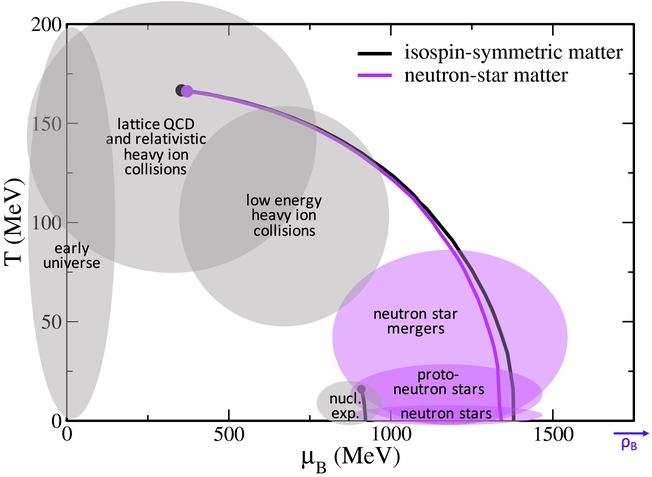 200
150
100
50
0
T (MeV)
isospin-symmetric matter
neutron-star matter
lattice QCD
and relativistic
heavy ion
collisions
low energy
heavy ion
collisions
early
universe
neutron star
mergers
proto-
neutron stars
neutron stars
nucl.
exp.
0
500
1000
1500
μB (MeV)
ρB